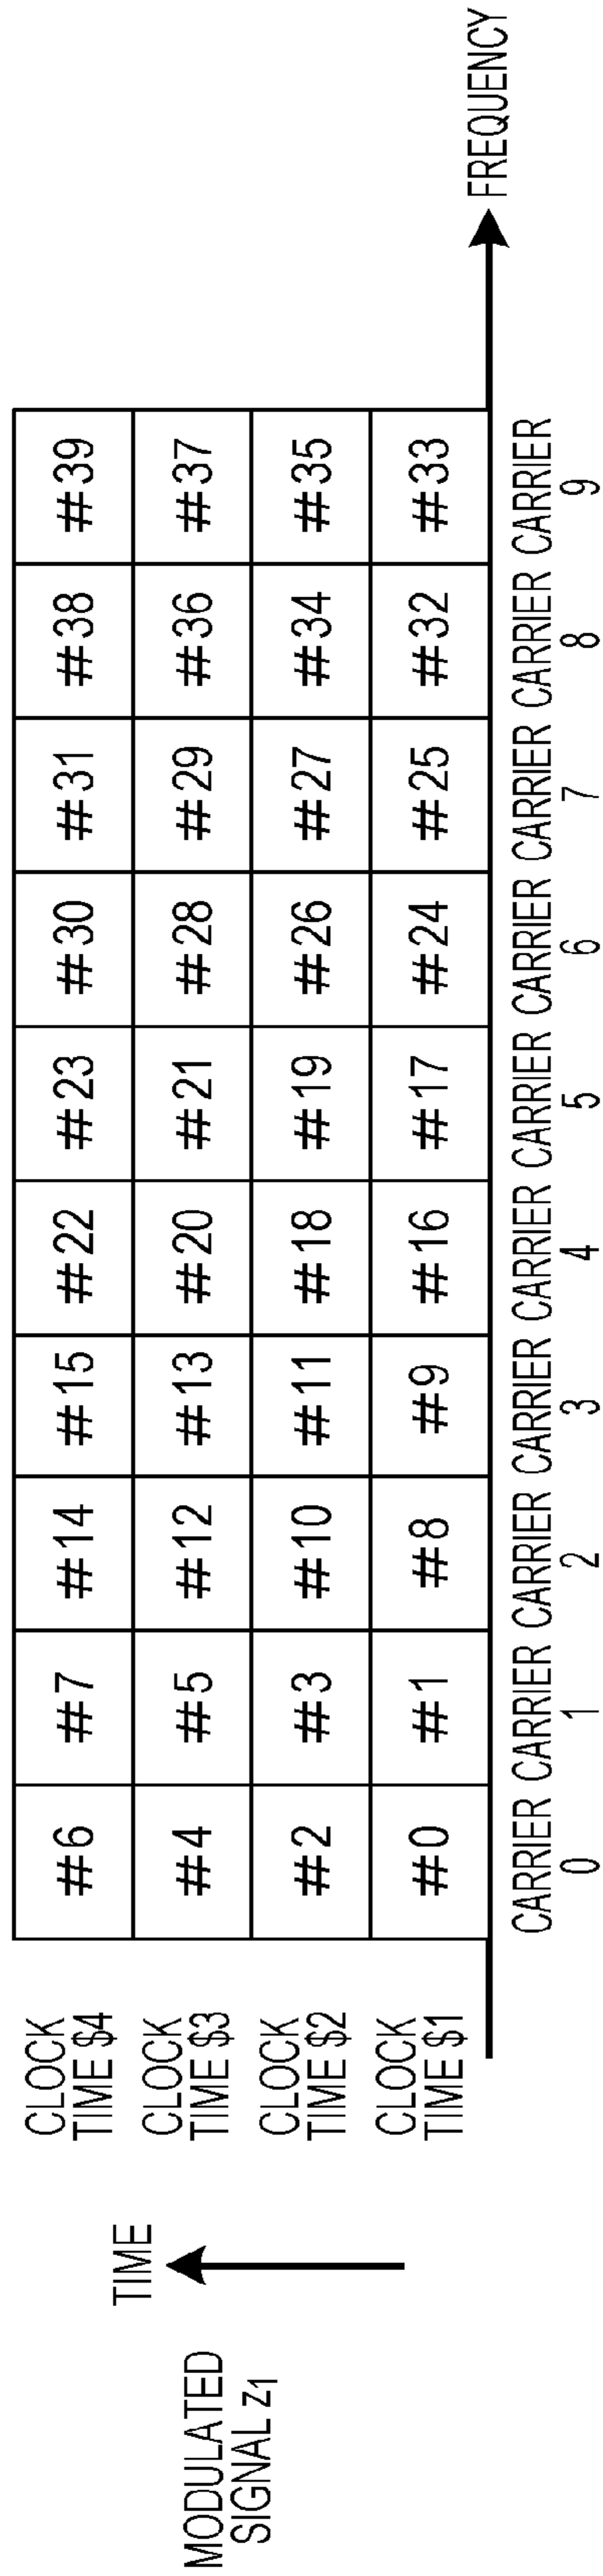 MODULATED
SIGNAL z1
TIME
CLOCK
TIME $4
#6 #7 #14 #15 #22 #23 #30 #31 #38 #39
CLOCK
TIME $3
#4 #5 #12 #13 #20 #21 #28 #29 #36 #37
CLOCK
TIME $2
#2 #3 #10 #11 #18 #19 #26 #27 #34 #35
CLOCK
TIME $1
#0 #1 #8 #9 #16 #17 #24 #25 #32 #33
FREQUENCY
CARRIER CARRIER CARRIER CARRIER CARRIER CARRIER CARRIER CARRIER CARRIER CARRIER
0 1 2 3 4 5 6 7 8 9